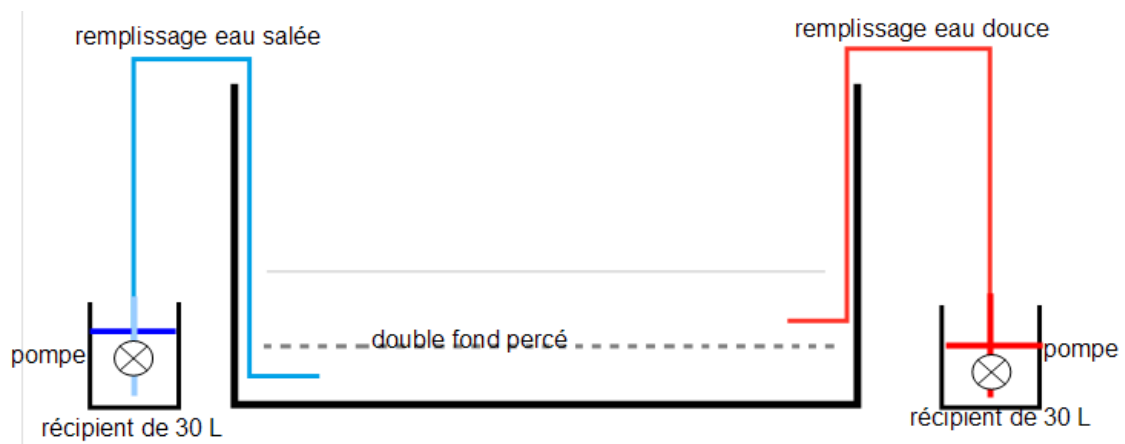 remplissage eau salée
remplissage eau douce
double fond percé
pompe
pompe
récipient de 30 L
récipient de 30 L